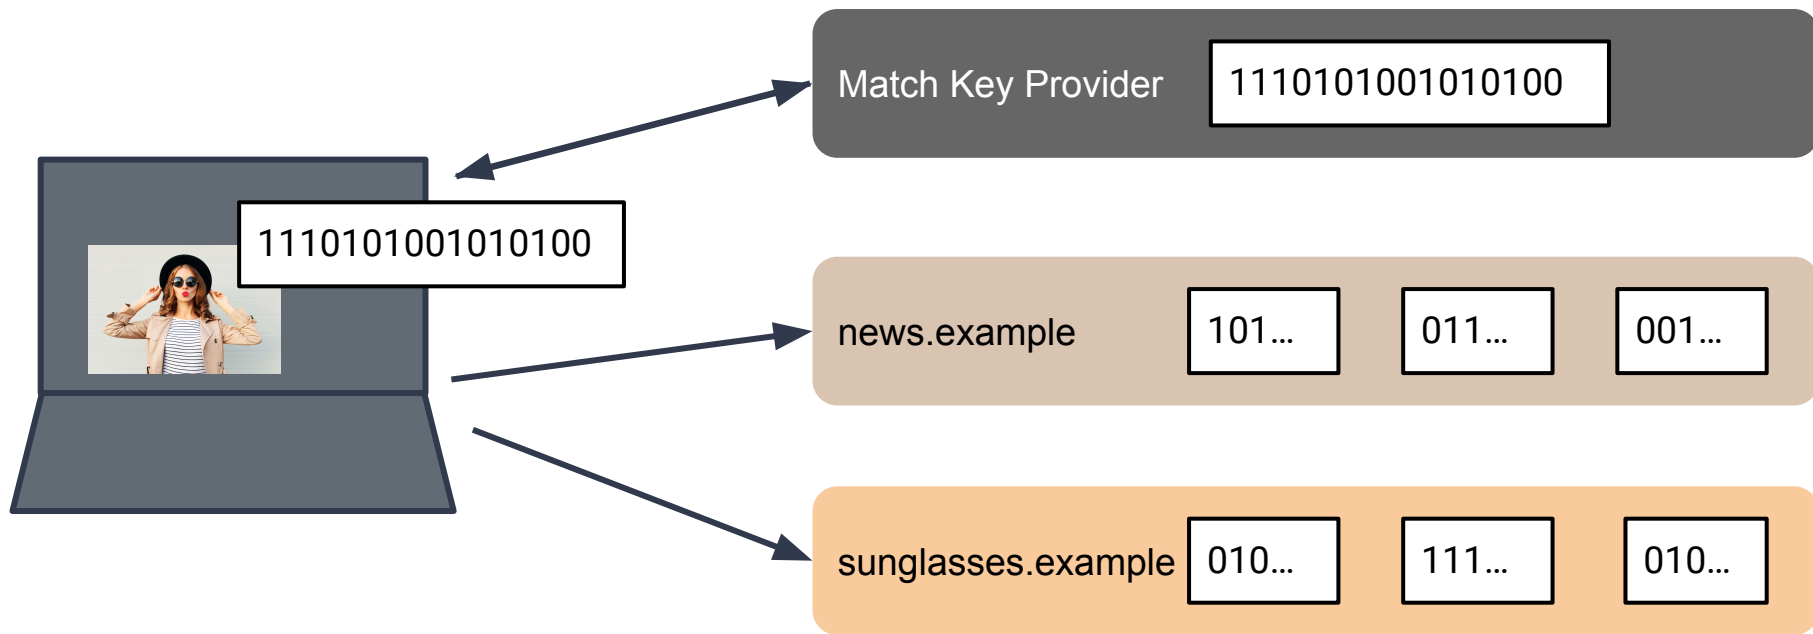 Match Key Provider 1110101001010100
1110101001010100
news.example 101... 011... 001...
sunglasses.example 010... 111... 010...